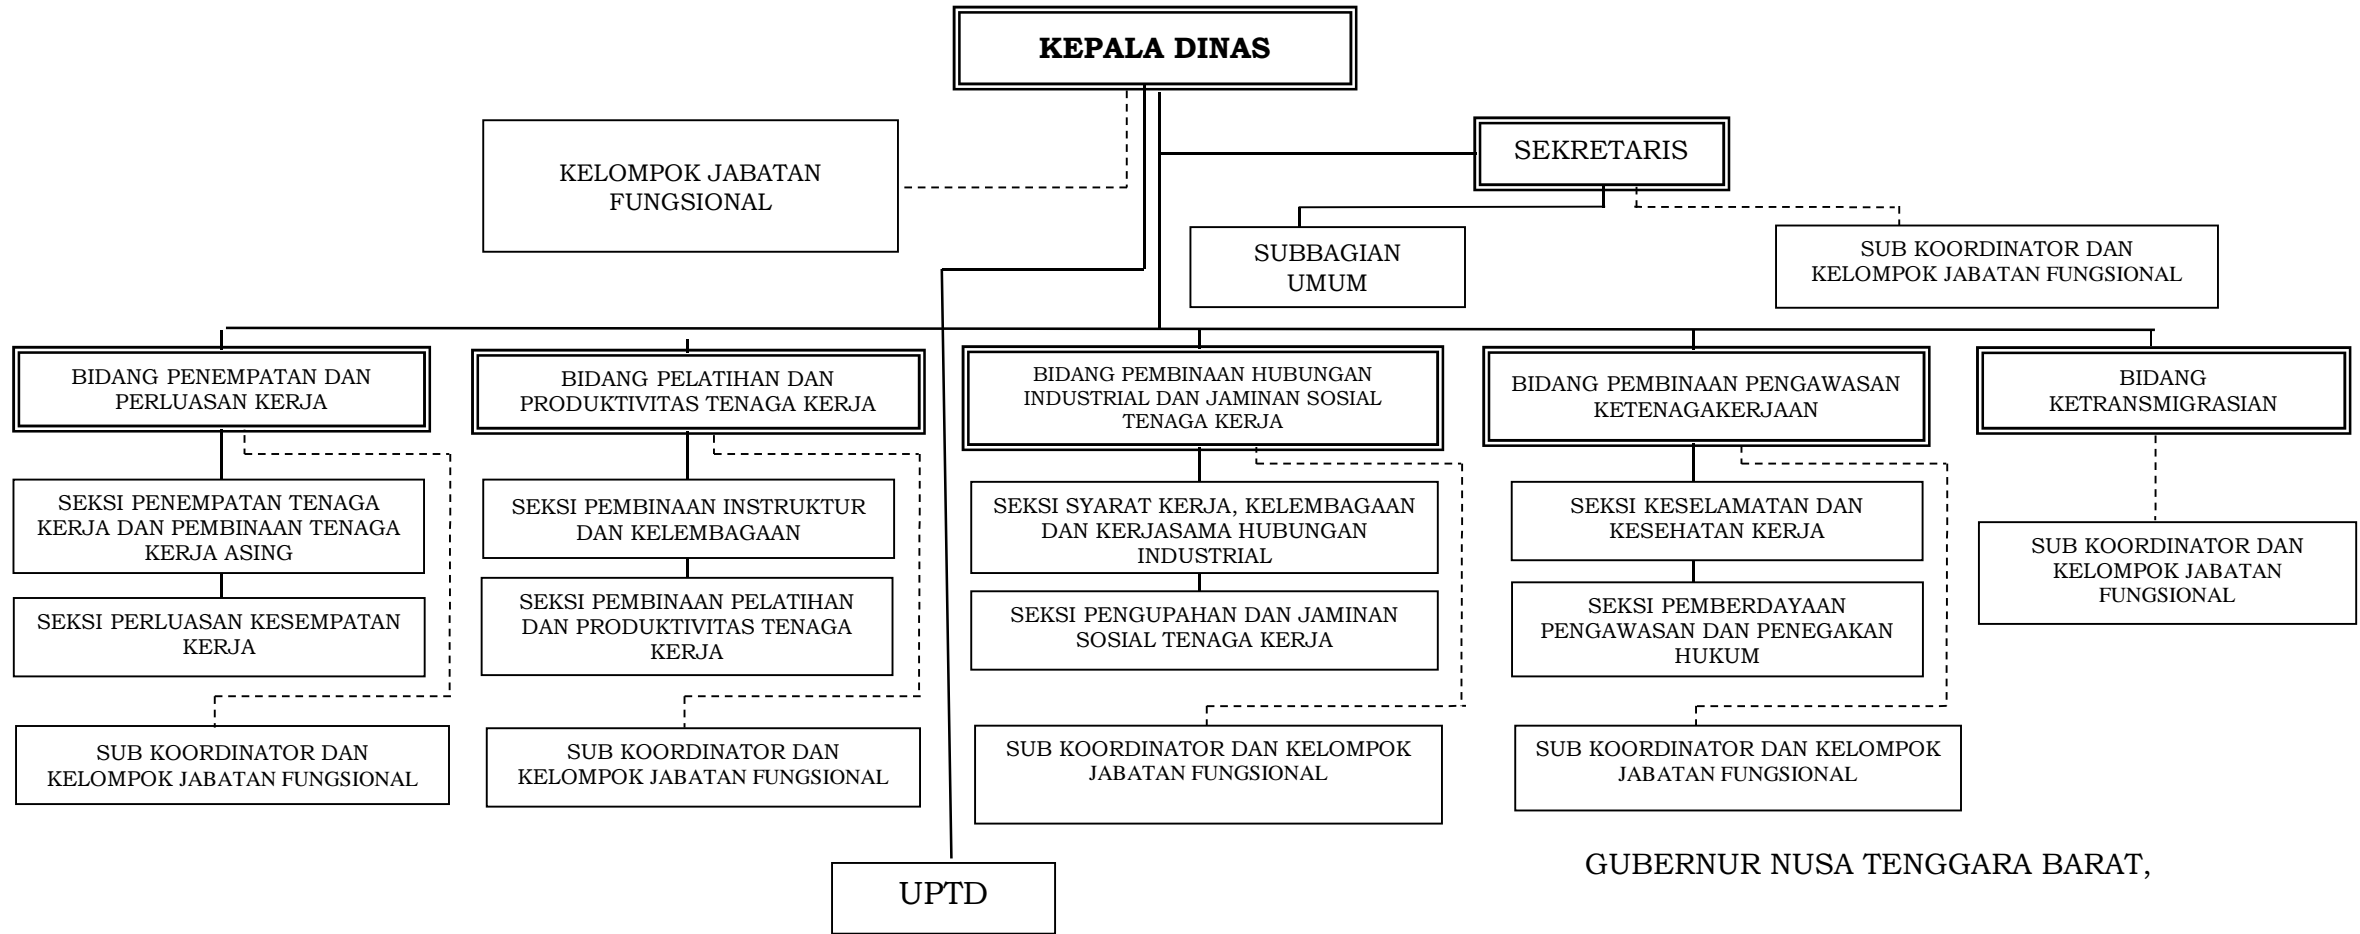 KEPALA DINAS
KELOMPOK JABATAN
FUNGSIONAL
SEKRETARIS
SUBBAGIAN
UMUM
SUB KOORDINATOR DAN
KELOMPOK JABATAN FUNGSIONAL
BIDANG PENEMPATAN DAN
PERLUASAN KERJA
BIDANG PELATIHAN DAN
PRODUKTIVITAS TENAGA KERJA
BIDANG PEMBINAAN HUBUNGAN
INDUSTRIAL DAN JAMINAN SOSIAL
TENAGA KERJA
BIDANG PEMBINAAN PENGAWASAN
KETENAGAKERJAAN
BIDANG
KETRANSMIGRASIAN
SEKSI PENEMPATAN TENAGA
KERJA DAN PEMBINAAN TENAGA
KERJA ASING
SEKSI PEMBINAAN INSTRUKTUR
DAN KELEMBAGAAN
SEKSI SYARAT KERJA, KELEMBAGAAN
DAN KERJASAMA HUBUNGAN
INDUSTRIAL
SEKSI KESELAMATAN DAN
KESEHATAN KERJA
SUB KOORDINATOR DAN
KELOMPOK JABATAN
FUNGSIONAL
SEKSI PERLUASAN KESEMPATAN
KERJA
SEKSI PEMBINAAN PELATIHAN
DAN PRODUKTIVITAS TENAGA
KERJA
SEKSI PENGUPAHAN DAN JAMINAN
SOSIAL TENAGA KERJA
SEKSI PEMBERDAYAAN
PENGAWASAN DAN PENEGAKAN
HUKUM
SUB KOORDINATOR DAN
KELOMPOK JABATAN FUNGSIONAL
SUB KOORDINATOR DAN
KELOMPOK JABATAN FUNGSIONAL
SUB KOORDINATOR DAN KELOMPOK
JABATAN FUNGSIONAL
SUB KOORDINATOR DAN KELOMPOK
JABATAN FUNGSIONAL
UPTD
GUBERNUR NUSA TENGGARA BARAT,